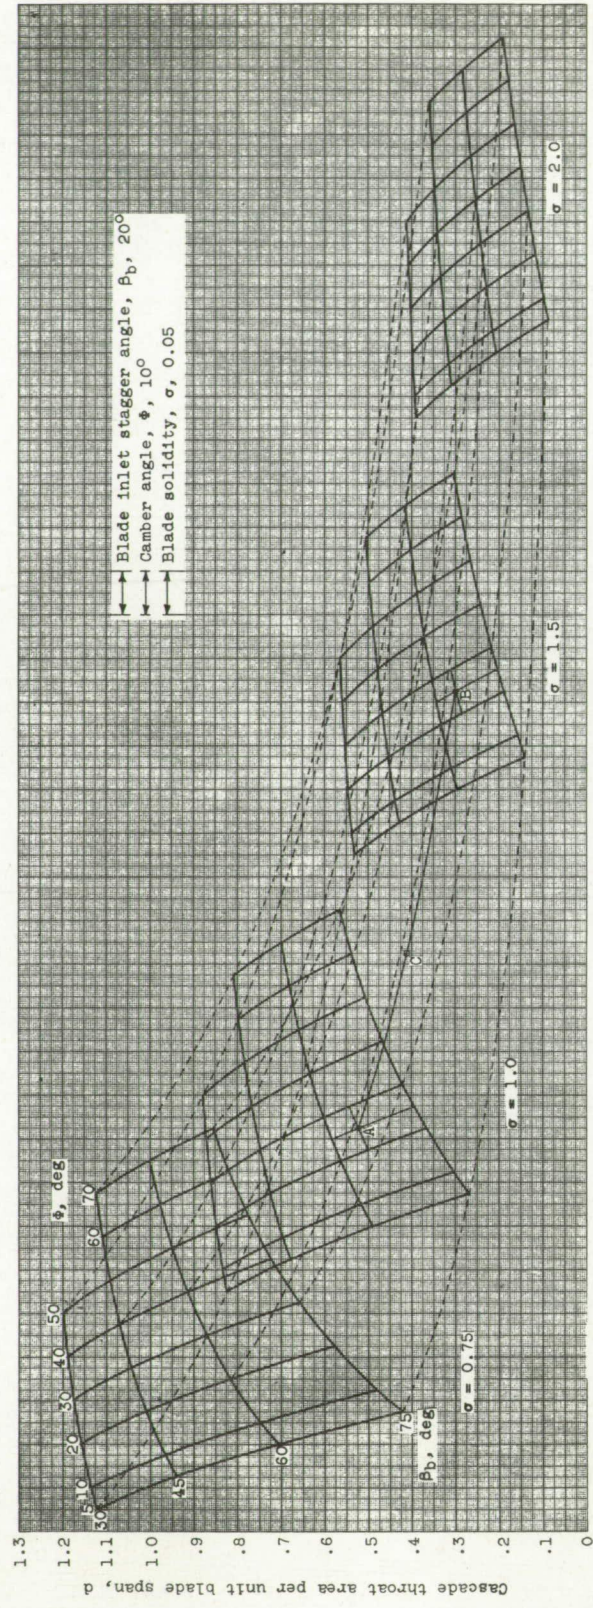 Cascade throat area per unit blade span, d
1.3
1.2
1.1
1.0
.9
.8
.7
.6
.5
.4
.3
.2
.1
0
Blade inlet stagger angle, βb, 20°
Camber angle, Φ, 10°
Blade solidity, σ, 0.05
Φ, deg
70
60
50
40
30
20
10
5
30
45
60
75
βb, deg
σ = 0.75
σ = 1.0
σ = 1.5
σ = 2.0
A
B
C